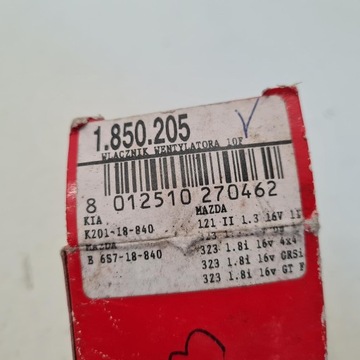 1.850.205
WŁĄCZNIK WENTYLATORA 10F
8 012510 270462
KIA
K201-18-840
MAZDA
B 6S7-18-840
MAZDA
121 II 1.3 16V
323 1.8i 16v 4x4
323 1.8i 16v GRSi
323 1.8i 16v GT